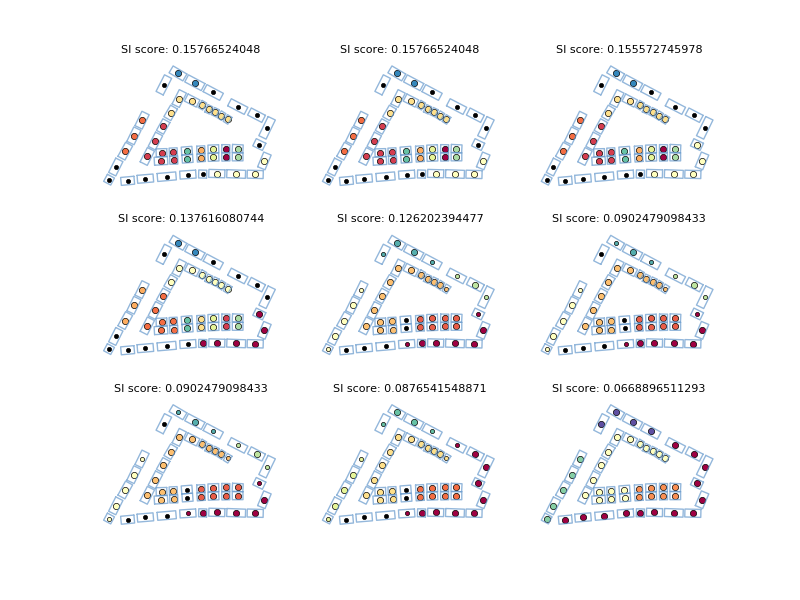 SI score: 0.15766524048
SI score: 0.15766524048
SI score: 0.155572745978
SI score: 0.137616080744
SI score: 0.126202394477
SI score: 0.0902479098433
SI score: 0.0902479098433
SI score: 0.0876541548871
SI score: 0.0668896511293